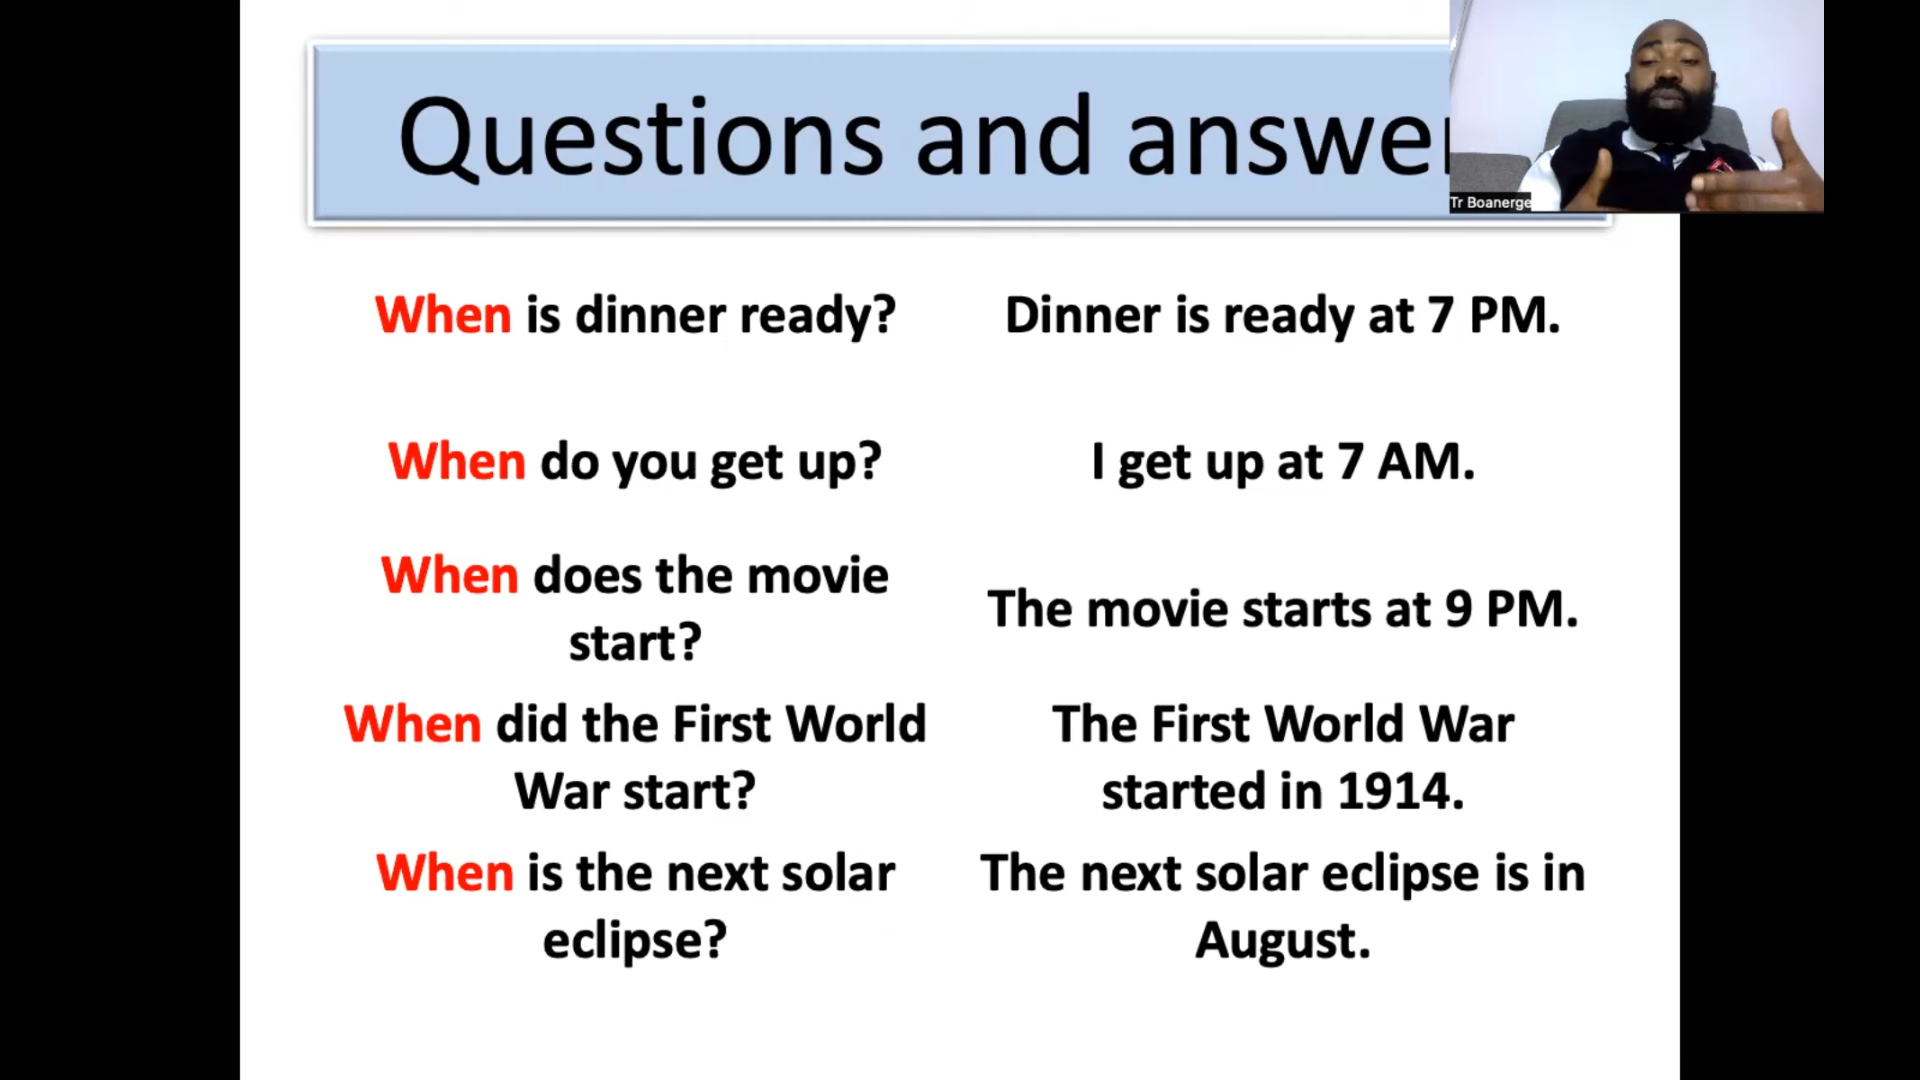 Questions and answer
Tr Boanerge
When is dinner ready?
Dinner is ready at 7 PM.
When do you get up?
I get up at 7 AM.
When does the movie
start?
The movie starts at 9 PM.
When did the First World
War start?
The First World War
started in 1914.
When is the next solar
eclipse?
The next solar eclipse is in
August.